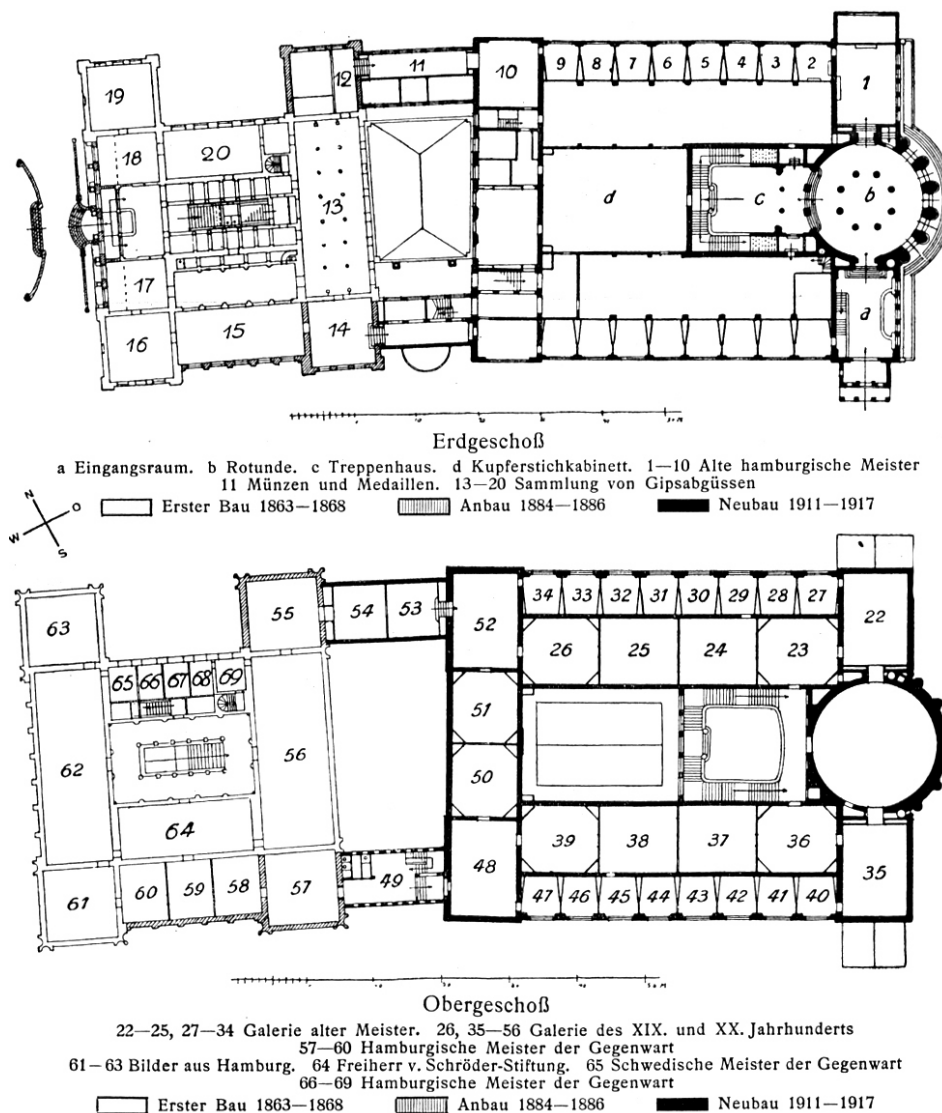 19
18
20
12
11
10
9 8 7 6 5 4 3 2
1
13
d
c
b
17
16
15
14
a
Erdgeschoß
a Eingangsraum. b Rotunde. c Treppenhaus. d Kupferstichkabinett. 1—10 Alte hamburgische Meister
11 Münzen und Medaillen. 13—20 Sammlung von Gipsabgüssen
Erster Bau 1863—1868 Anbau 1884—1886 Neubau 1911—1917
N
O
W
S
63
55
54 53
52
34 33 32 31 30 29 28 27
22
26 25 24 23
65 66 67 68 69
62
56
51
50
64
39 38 37 36
61
60 59 58
57
49
48
47 46 45 44 43 42 41 40
35
Obergeschoß
22—25, 27—34 Galerie alter Meister. 26, 35—56 Galerie des XIX. und XX. Jahrhunderts
57—60 Hamburgische Meister der Gegenwart
61—63 Bilder aus Hamburg. 64 Freiherr v. Schröder-Stiftung. 65 Schwedische Meister der Gegenwart
66—69 Hamburgische Meister der Gegenwart
Erster Bau 1863—1868 Anbau 1884—1886 Neubau 1911—1917